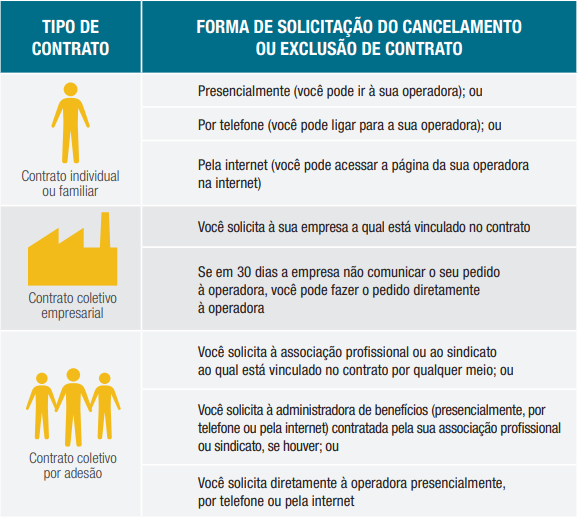 TIPO DE
CONTRATO
FORMA DE SOLICITAÇÃO DO CANCELAMENTO
OU EXCLUSÃO DE CONTRATO
Contrato individual
ou familiar
Presencialmente (você pode ir à sua operadora); ou
Por telefone (você pode ligar para a sua operadora); ou
Pela internet (você pode acessar a página da sua operadora
na internet)
Contrato coletivo
empresarial
Você solicita à sua empresa a qual está vinculado no contrato
Se em 30 dias a empresa não comunicar o seu pedido
à operadora, você pode fazer o pedido diretamente
à operadora
Contrato coletivo
por adesão
Você solicita à associação profissional ou ao sindicato
ao qual está vinculado no contrato por qualquer meio; ou
Você solicita à administradora de benefícios (presencialmente, por
telefone ou pela internet) contratada pela sua associação profissional
ou sindicato, se houver; ou
Você solicita diretamente à operadora presencialmente,
por telefone ou pela internet